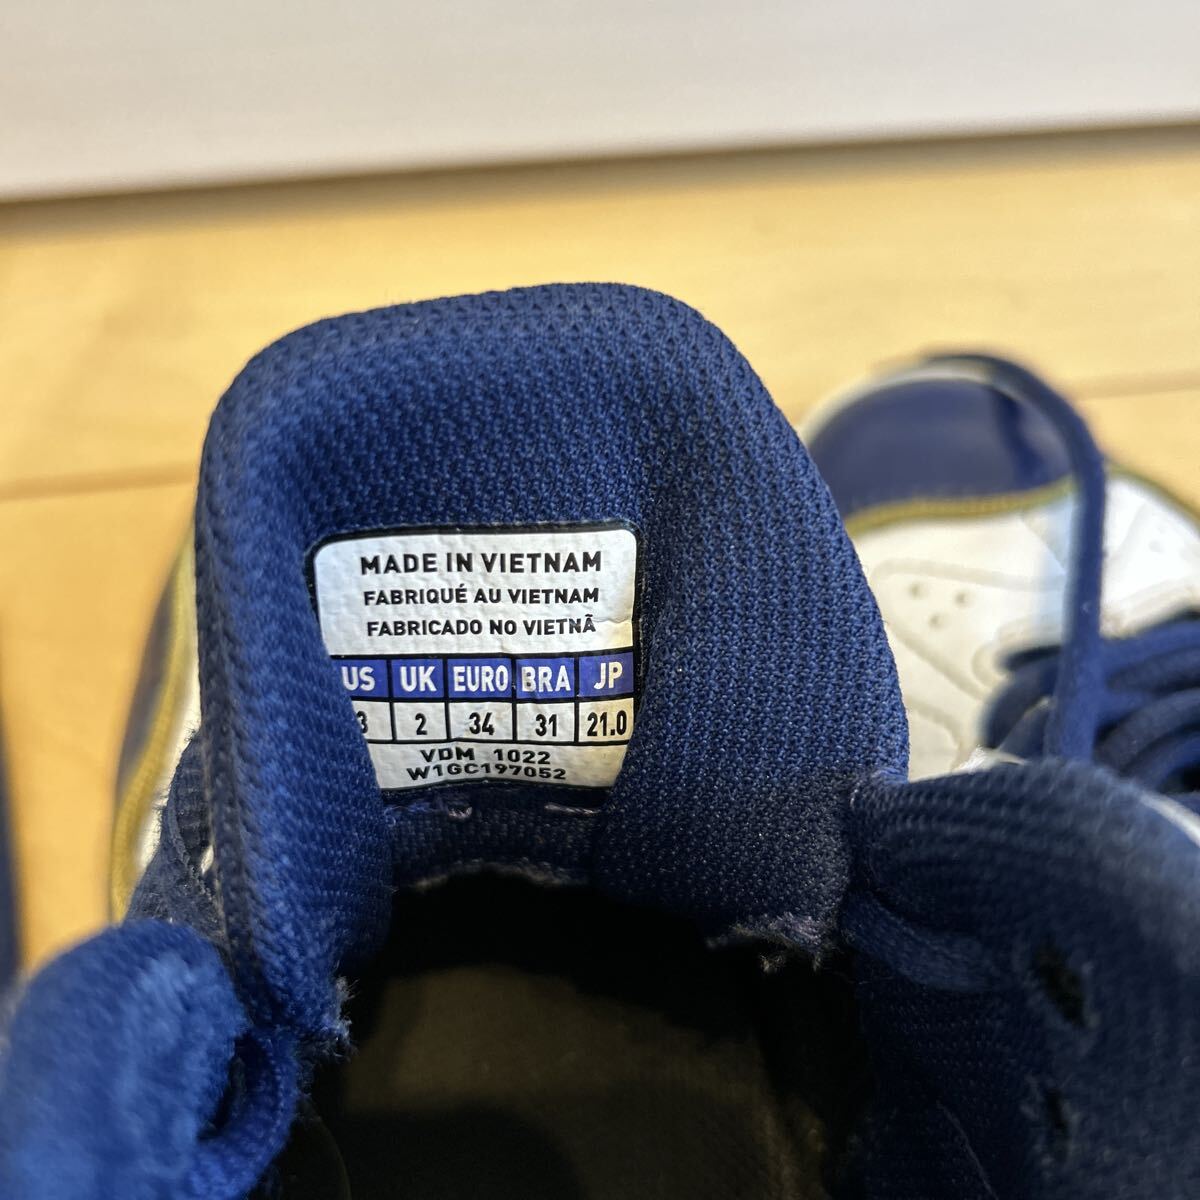 MADE IN VIETNAM
FABRIQUÉ AU VIETNAM
FABRICADO NO VIETNÃ
US UK EURO BRA JP
3 2 34 31 21.0
VDM 1022
W1GC197052